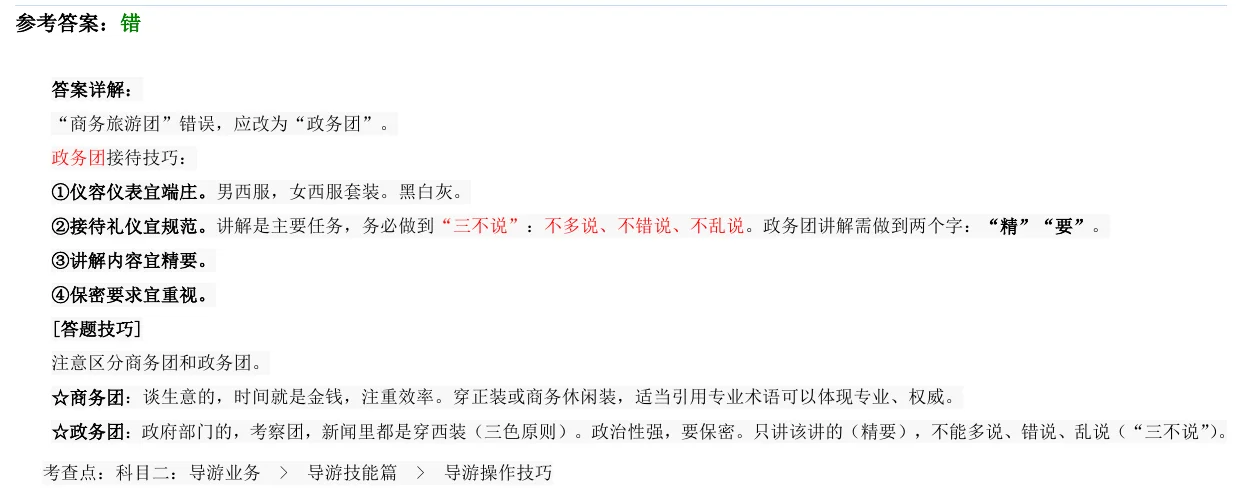 参考答案：错
答案详解：
“商务旅游团”错误，应改为“政务团”。
政务团接待技巧：
①仪容仪表宜端庄。男西服，女西服套装。黑白灰。
②接待礼仪宜规范。讲解是主要任务，务必做到“三不说”：不多说、不错说、不乱说。政务团讲解需做到两个字：“精”“要”。
③讲解内容宜精要。
④保密要求宜重视。
[答题技巧]
注意区分商务团和政务团。
☆商务团：谈生意的，时间就是金钱，注重效率。穿正装或商务休闲装，适当引用专业术语可以体现专业、权威。
☆政务团：政府部门的，考察团，新闻里都是穿西装（三色原则）。政治性强，要保密。只讲该讲的（精要），不能多说、错说、乱说（“三不说”）。
考查点：科目二：导游业务 > 导游技能篇 > 导游操作技巧